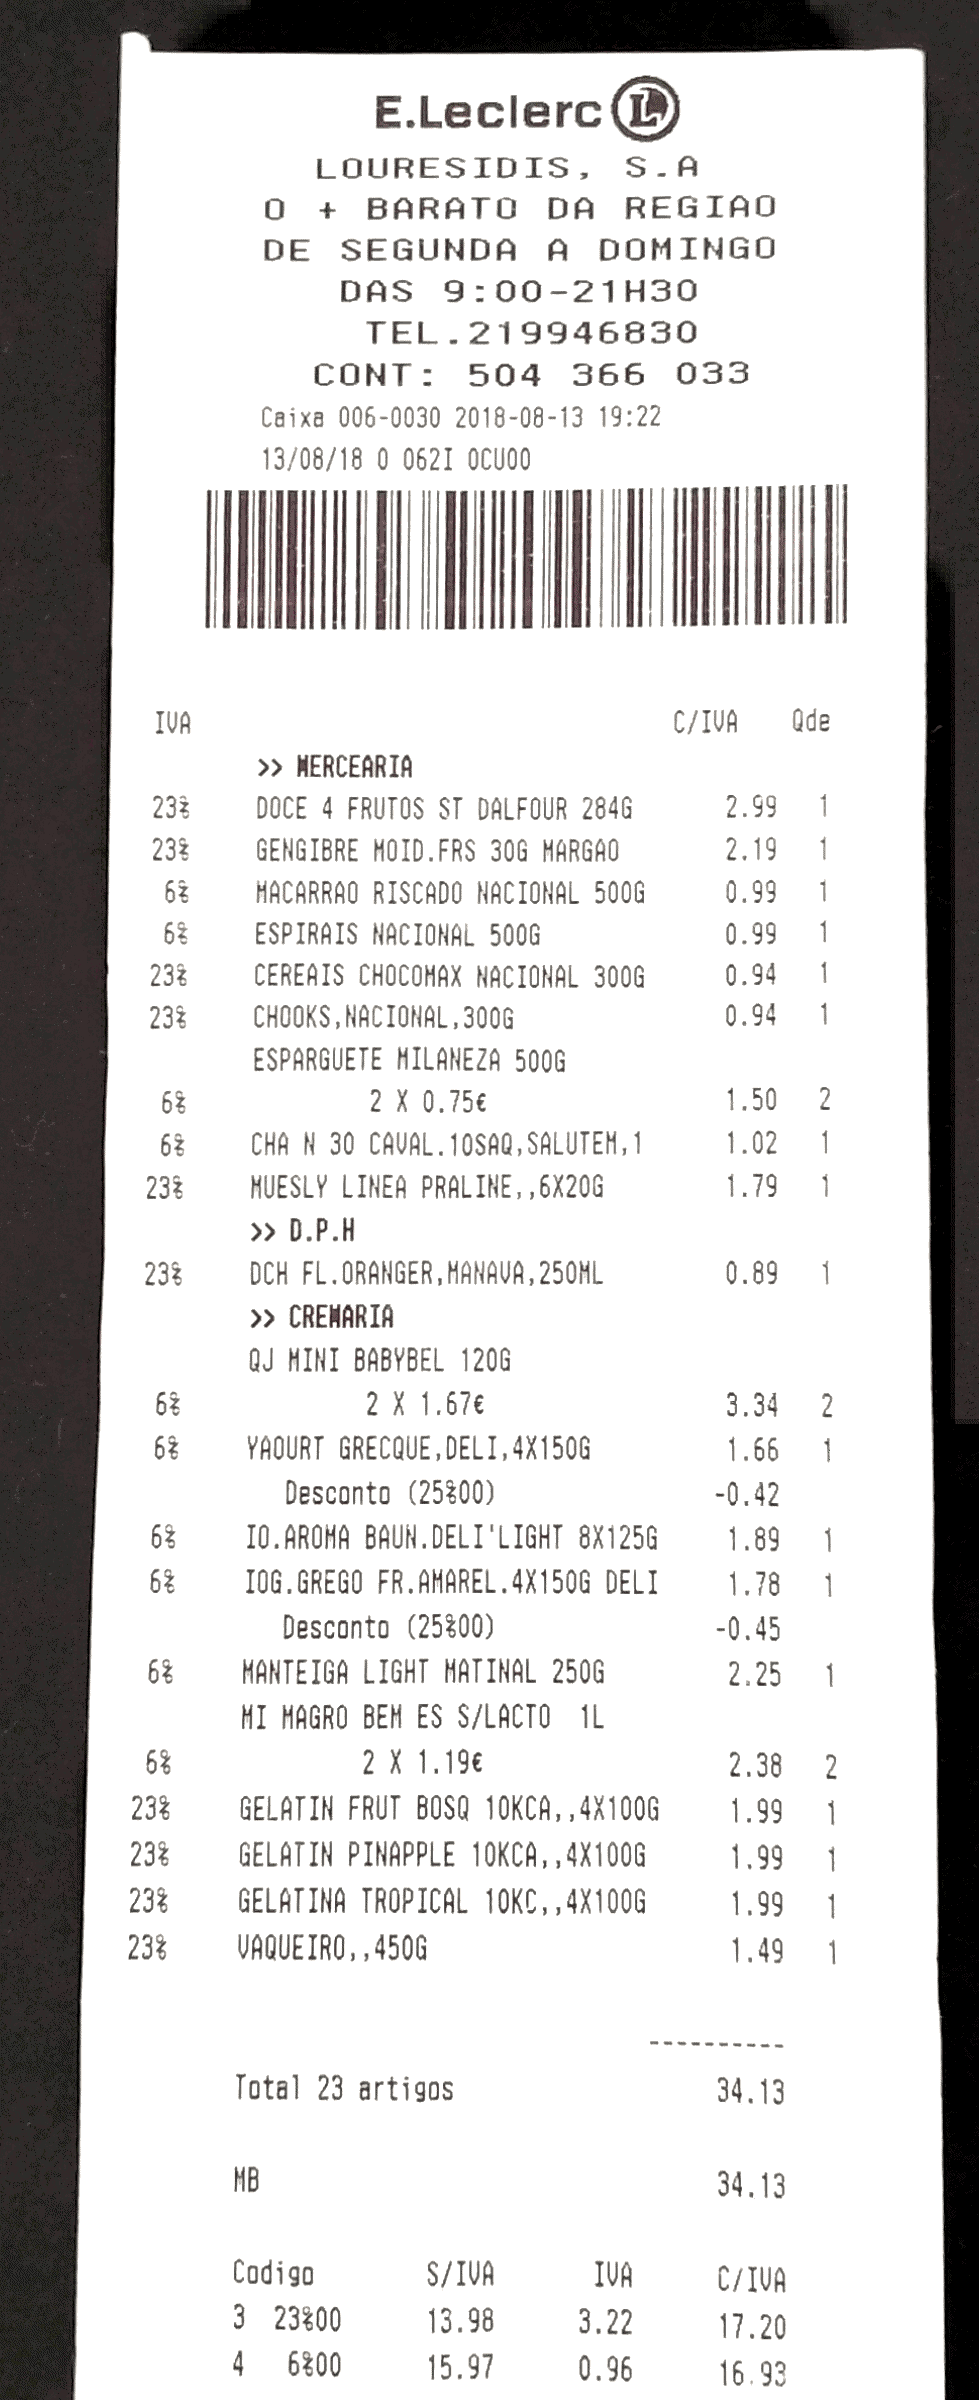 E.Leclerc L
LOURESIDIS, S.A
O + BARATO DA REGIAO
DE SEGUNDA A DOMINGO
DAS 9:00-21H30
TEL.219946830
CONT: 504 366 033
Caixa 006-0030 2018-08-13 19:22
13/08/18 0 062I 0CU00
IVA C/IVA Qde
>> MERCEARIA
23% DOCE 4 FRUTOS ST DALFOUR 284G 2.99 1
23% GENGIBRE MOID.FRS 30G MARGAO 2.19 1
6% MACARRAO RISCADO NACIONAL 500G 0.99 1
6% ESPIRAIS NACIONAL 500G 0.99 1
23% CEREAIS CHOCOMAX NACIONAL 300G 0.94 1
23% CHOOKS,NACIONAL,300G 0.94 1
ESPARGUETE MILANEZA 500G
6% 2 X 0.75€ 1.50 2
6% CHA N 30 CAVAL.10SAQ,SALUTEM,1 1.02 1
23% MUESLY LINEA PRALINE,,6X20G 1.79 1
>> D.P.H
23% DCH FL.ORANGER,MANAVA,250ML 0.89 1
>> CREMARIA
QJ MINI BABYBEL 120G
6% 2 X 1.67€ 3.34 2
6% YAOURT GRECQUE,DELI,4X150G 1.66 1
Desconto (25%00) -0.42
6% IO.AROMA BAUN.DELI'LIGHT 8X125G 1.89 1
6% IOG.GREGO FR.AMAREL.4X150G DELI 1.78 1
Desconto (25%00) -0.45
6% MANTEIGA LIGHT MATINAL 250G 2.25 1
MI MAGRO BEM ES S/LACTO 1L
6% 2 X 1.19€ 2.38 2
23% GELATIN FRUT BOSQ 10KCA,,4X100G 1.99 1
23% GELATIN PINAPPLE 10KCA,,4X100G 1.99 1
23% GELATINA TROPICAL 10KC,,4X100G 1.99 1
23% VAQUEIRO,,450G 1.49 1
----------
Total 23 artigos 34.13
MB 34.13
Codigo S/IVA IVA C/IVA
3 23%00 13.98 3.22 17.20
4 6%00 15.97 0.96 16.93